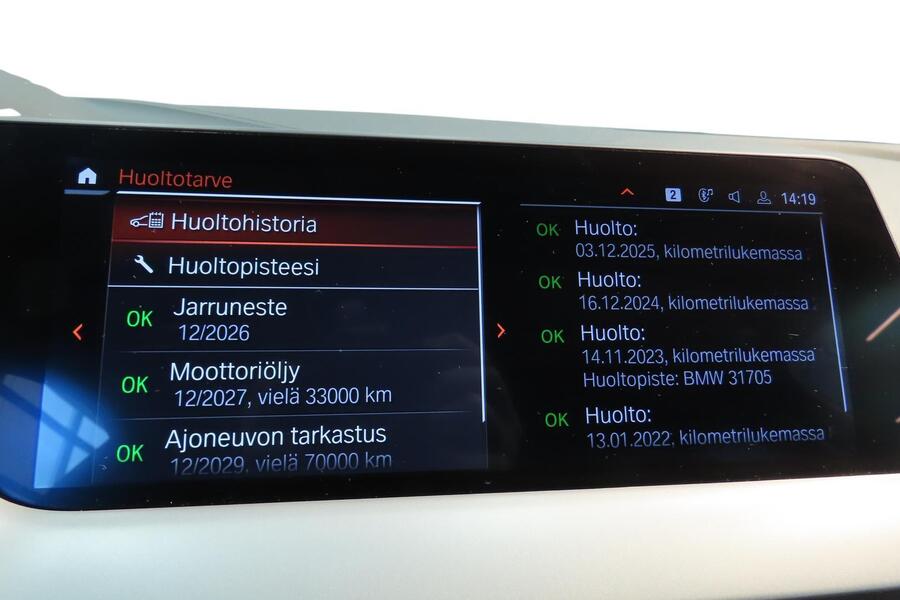 Huoltotarve
2
14:19
Huoltohistoria
Huoltopisteesi
OK Jarruneste
12/2026
OK Moottoriöljy
12/2027, vielä 33000 km
OK Ajoneuvon tarkastus
12/2029, vielä 70000 km
OK Huolto:
03.12.2025, kilometrilukemassa
OK Huolto:
16.12.2024, kilometrilukemassa
OK Huolto:
14.11.2023, kilometrilukemassa
Huoltopiste: BMW 31705
OK Huolto:
13.01.2022, kilometrilukemassa